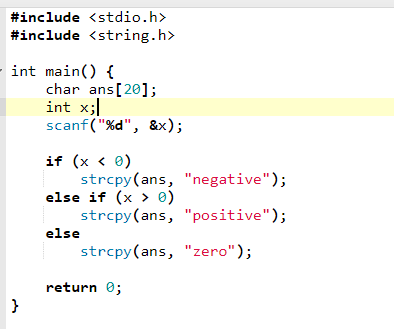 #include <stdio.h>
#include <string.h>

int main() {
    char ans[20];
    int x;
    scanf("%d", &x);

    if (x < 0)
        strcpy(ans, "negative");
    else if (x > 0)
        strcpy(ans, "positive");
    else
        strcpy(ans, "zero");

    return 0;
}